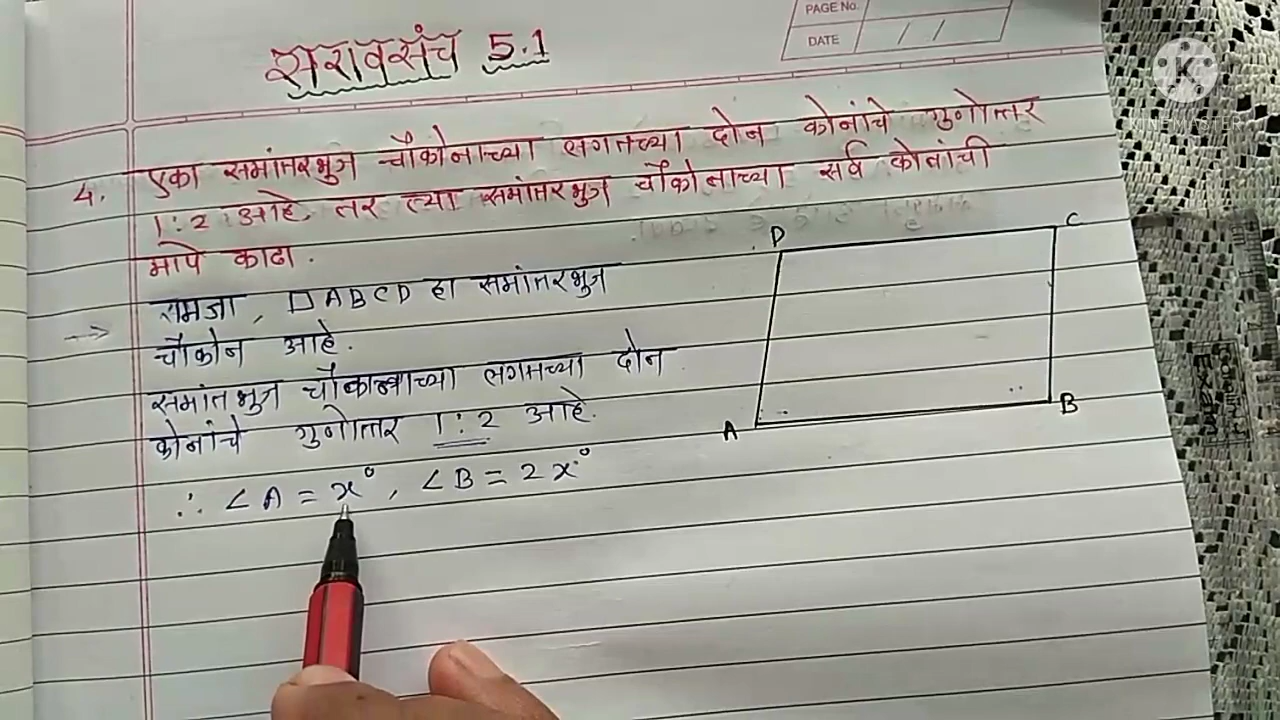 PAGE No.
DATE / /
सरावसंच 5.1
4. एका समांतरभुज चौकोनाच्या लगतच्या दोन कोनांचे गुणोत्तर
1:2 आहे. तर त्या समांतरभुज चौकोनाच्या सर्व कोनांची
मापे काढा.
समजा, □ABCD हा समांतरभुज
चौकोन आहे.
समांतभुज लगतच्या दोन
कोनांचे गुणोत्तर 1:2 आहे.
∴ ∠A = x°, ∠B = 2x°
D
C
A
B